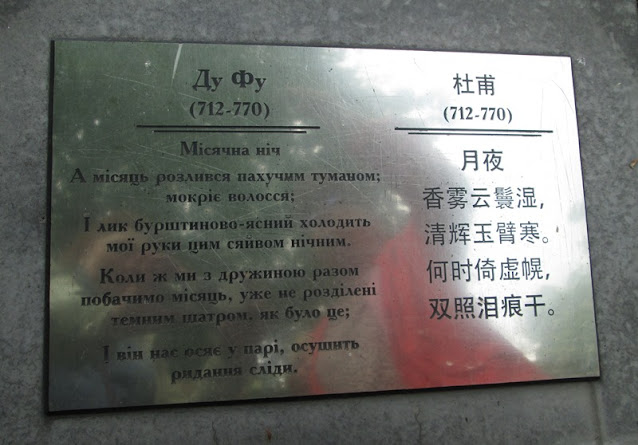 Ду Фу
(712-770)
Місячна ніч
А місяць розлився пахучим туманом;
мокріє волосся;
І лик бурштиново-ясний холодить
мої руки цим сяйвом нічним.
Коли ж ми з дружиною разом
побачимо місяць, уже не розділені
темним шатром, як було це;
І він нас осяє у парі, осушить
ридання сліди.
杜甫
(712-770)
月夜
香雾云鬟湿,
清辉玉臂寒。
何时倚虚幌,
双照泪痕干。